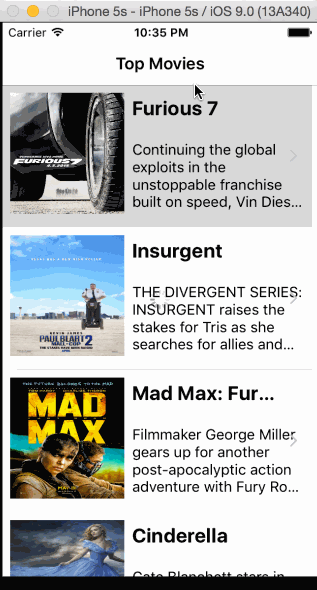 iPhone 5s - iPhone 5s / iOS 9.0 (13A340)
Carrier 10:35 PM
Top Movies
Furious 7
Continuing the global
exploits in the
unstoppable franchise
built on speed, Vin Dies...
FURIOUS 7
Insurgent
THE DIVERGENT SERIES:
INSURGENT raises the
stakes for Tris as she
searches for allies and...
KEVIN JAMES
PAUL BLART 2
MALL COP
Mad Max: Fur...
Filmmaker George Miller
gears up for another
post-apocalyptic action
adventure with Fury Ro...
MAD
MAX
Cinderella
Cate Blanchett stars in